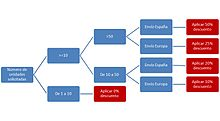 Número de
unidades
solicitadas
>=10
De 1 a 10
>50
De 10 a 50
Aplicar 0%
descuento
Envío España
Envío Europa
Envío España
Envío Europa
Aplicar 50%
descuento
Aplicar 25%
descuento
Aplicar 20%
descuento
Aplicar 50%
descuento